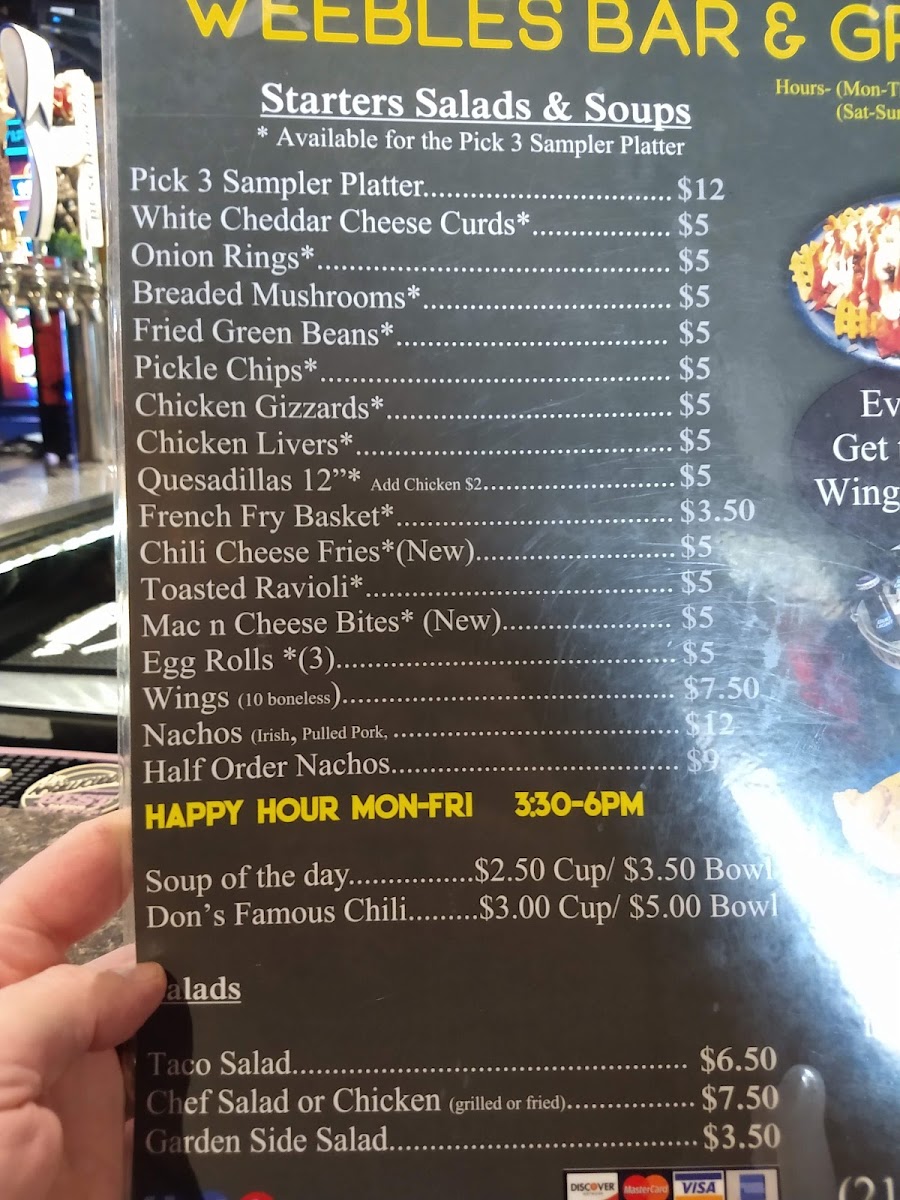 WEEBLES BAR &
Hours- (Mon-
(Sat-Sun
Starters Salads & Soups
* Available for the Pick 3 Sampler Platter
Pick 3 Sampler Platter............................... $12
White Cheddar Cheese Curds*................. $5
Onion Rings*............................................ $5
Breaded Mushrooms*............................... $5
Fried Green Beans*.................................. $5
Pickle Chips*............................................ $5
Chicken Gizzards*.................................... $5
Chicken Livers*........................................ $5
Quesadillas 12”* Add Chicken $2........................ $5
French Fry Basket*................................... $3.50
Chili Cheese Fries*(New)......................... $5
Toasted Ravioli*....................................... $5
Mac n Cheese Bites* (New)...................... $5
Egg Rolls *(3)........................................... $5
Wings (10 boneless).......................................... $7.50
Nachos (Irish, Pulled Pork, .................................... $12
Half Order Nachos.................................... $9
Get
Wing
HAPPY HOUR MON-FRI 3:30-6PM
Soup of the day................$2.50 Cup/ $3.50 Bowl
Don’s Famous Chili.........$3.00 Cup/ $5.00 Bowl
alads
Taco Salad.................................................. $6.50
Chef Salad or Chicken (grilled or fried)................ $7.50
Garden Side Salad....................................... $3.50
DISCOVER MasterCard VISA
(21